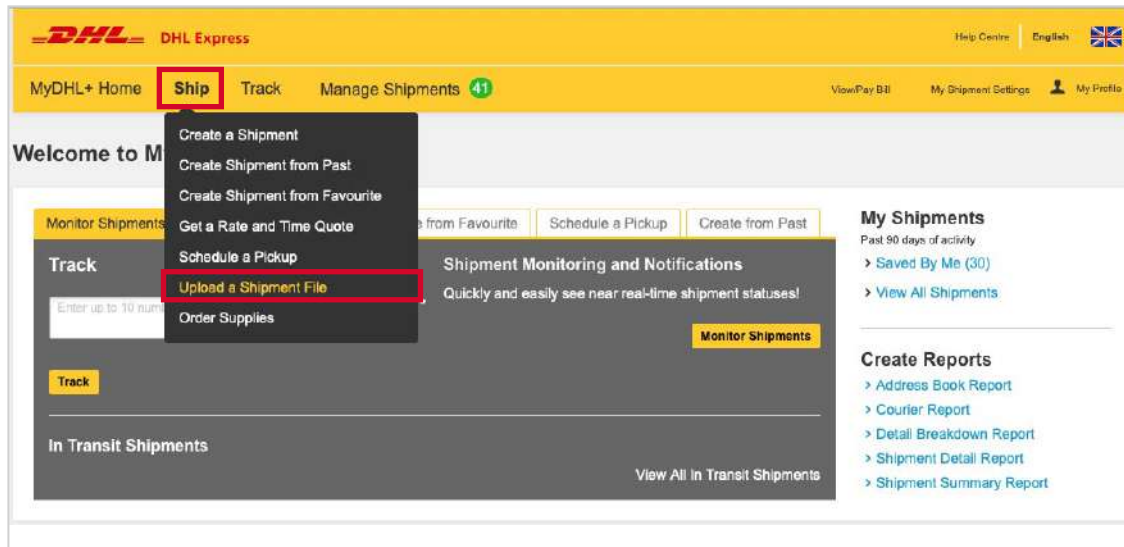 DHL DHL Express
Help Centre English
MyDHL+ Home Ship Track Manage Shipments 41
View/Pay Bill My Shipment Settings My Profile
Welcome to M
Create a Shipment
Create Shipment from Past
Create Shipment from Favourite
Get a Rate and Time Quote
Schedule a Pickup
Upload a Shipment File
Order Supplies
Monitor Shipments
from Favourite Schedule a Pickup Create from Past
Track
Enter up to 10
Track
Shipment Monitoring and Notifications
Quickly and easily see near real-time shipment statuses!
Monitor Shipments
In Transit Shipments
View All In Transit Shipments
My Shipments
Past 90 days of activity
> Saved By Me (30)
> View All Shipments
Create Reports
> Address Book Report
> Courier Report
> Detail Breakdown Report
> Shipment Detail Report
> Shipment Summary Report